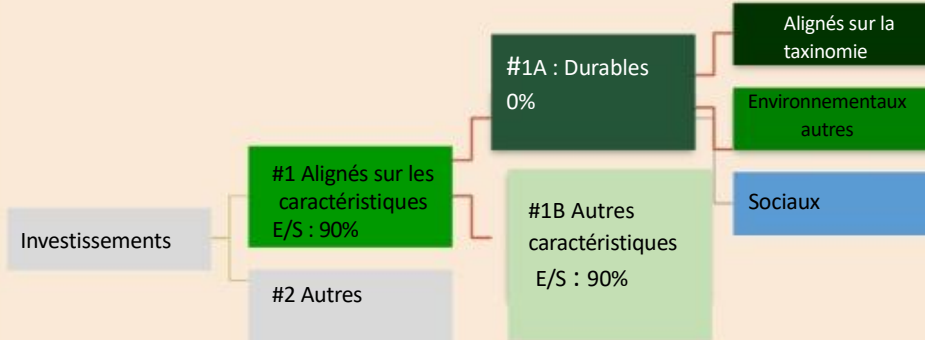 Investissements
#1 Alignés sur les
caractéristiques
E/S : 90%
#2 Autres
#1A : Durables
0%
#1B Autres
caractéristiques
E/S : 90%
Alignés sur la
taxinomie
Environnementaux
autres
Sociaux